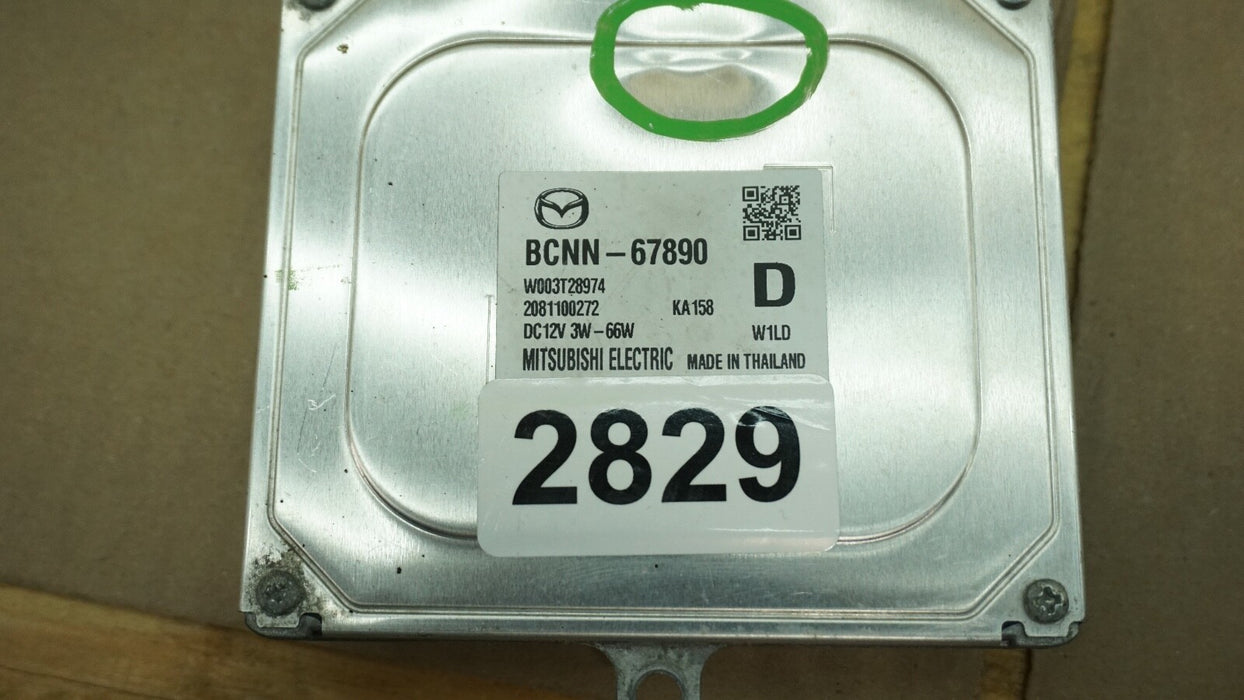 BCNN-67890
W003T28974
2081100272 KA158
D
DC12V 3W-66W W1LD
MITSUBISHI ELECTRIC MADE IN THAILAND
2829